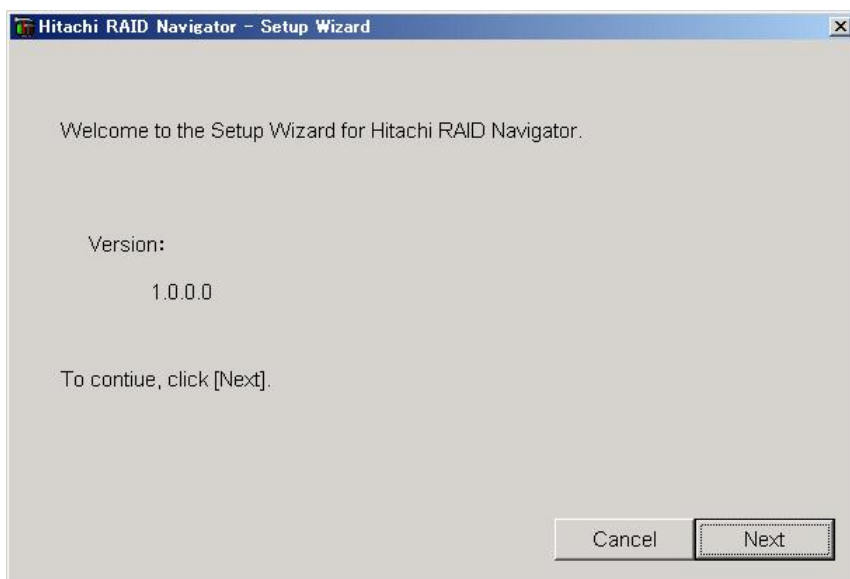 Hitachi RAID Navigator - Setup Wizard
Welcome to the Setup Wizard for Hitachi RAID Navigator.
Version:
1.0.0.0
To contiue, click [Next].
Cancel
Next